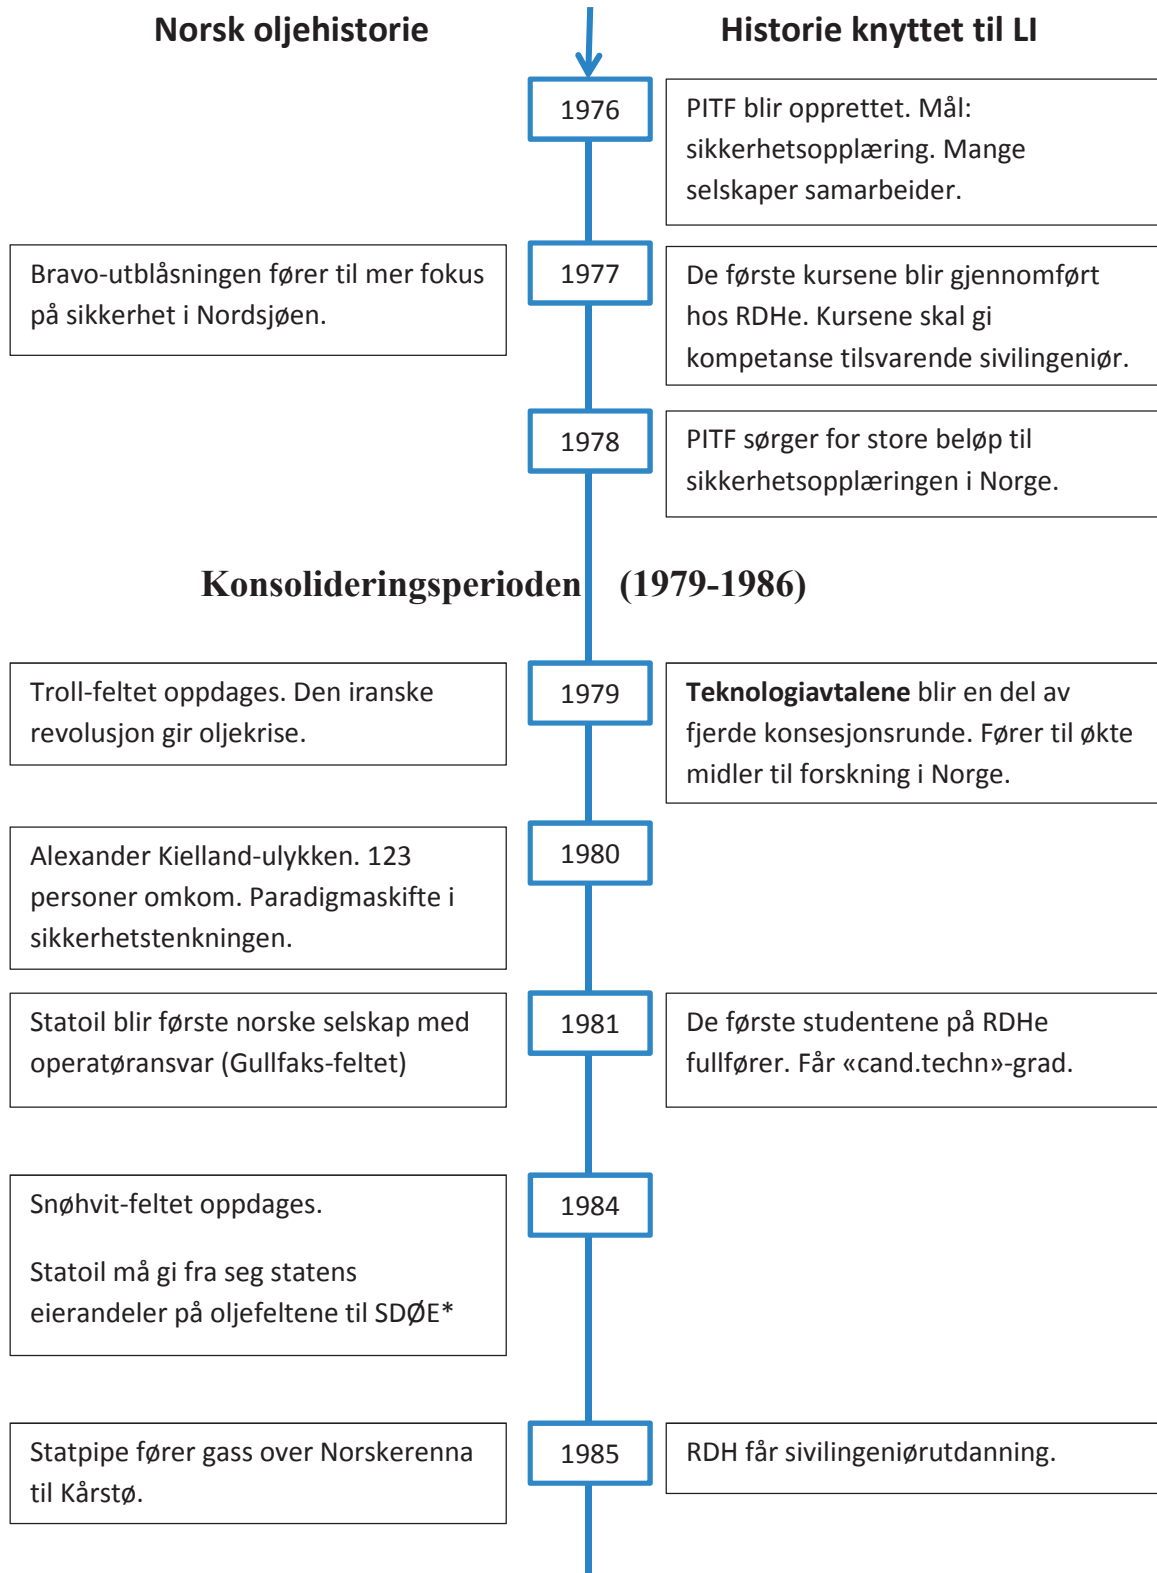 Norsk oljehistorie
Historie knyttet til LI
1976
PITF blir opprettet. Mål:
sikkerhetsopplæring. Mange
selskaper samarbeider.
Bravo-utblåsningen fører til mer fokus
på sikkerhet i Nordsjøen.
1977
De første kursene blir gjennomført
hos RDHe. Kursene skal gi
kompetanse tilsvarende sivilingeniør.
1978
PITF sørger for store beløp til
sikkerhetsopplæringen i Norge.
Konsolideringsperioden (1979-1986)
Troll-feltet oppdages. Den iranske
revolusjon gir oljekrise.
1979
Teknologiavtalene blir en del av
fjerde konsesjonsrunde. Fører til økte
midler til forskning i Norge.
Alexander Kielland-ulykken. 123
personer omkom. Paradigmaskifte i
sikkerhetstenkningen.
1980
Statoil blir første norske selskap med
operatøransvar (Gullfaks-feltet)
1981
De første studentene på RDHe
fullfører. Får «cand.techn»-grad.
Snøhvit-feltet oppdages.
Statoil må gi fra seg statens
eierandeler på oljefeltene til SDØE*
1984
Statpipe fører gass over Norskerenna
til Kårstø.
1985
RDH får sivilingeniørutdanning.